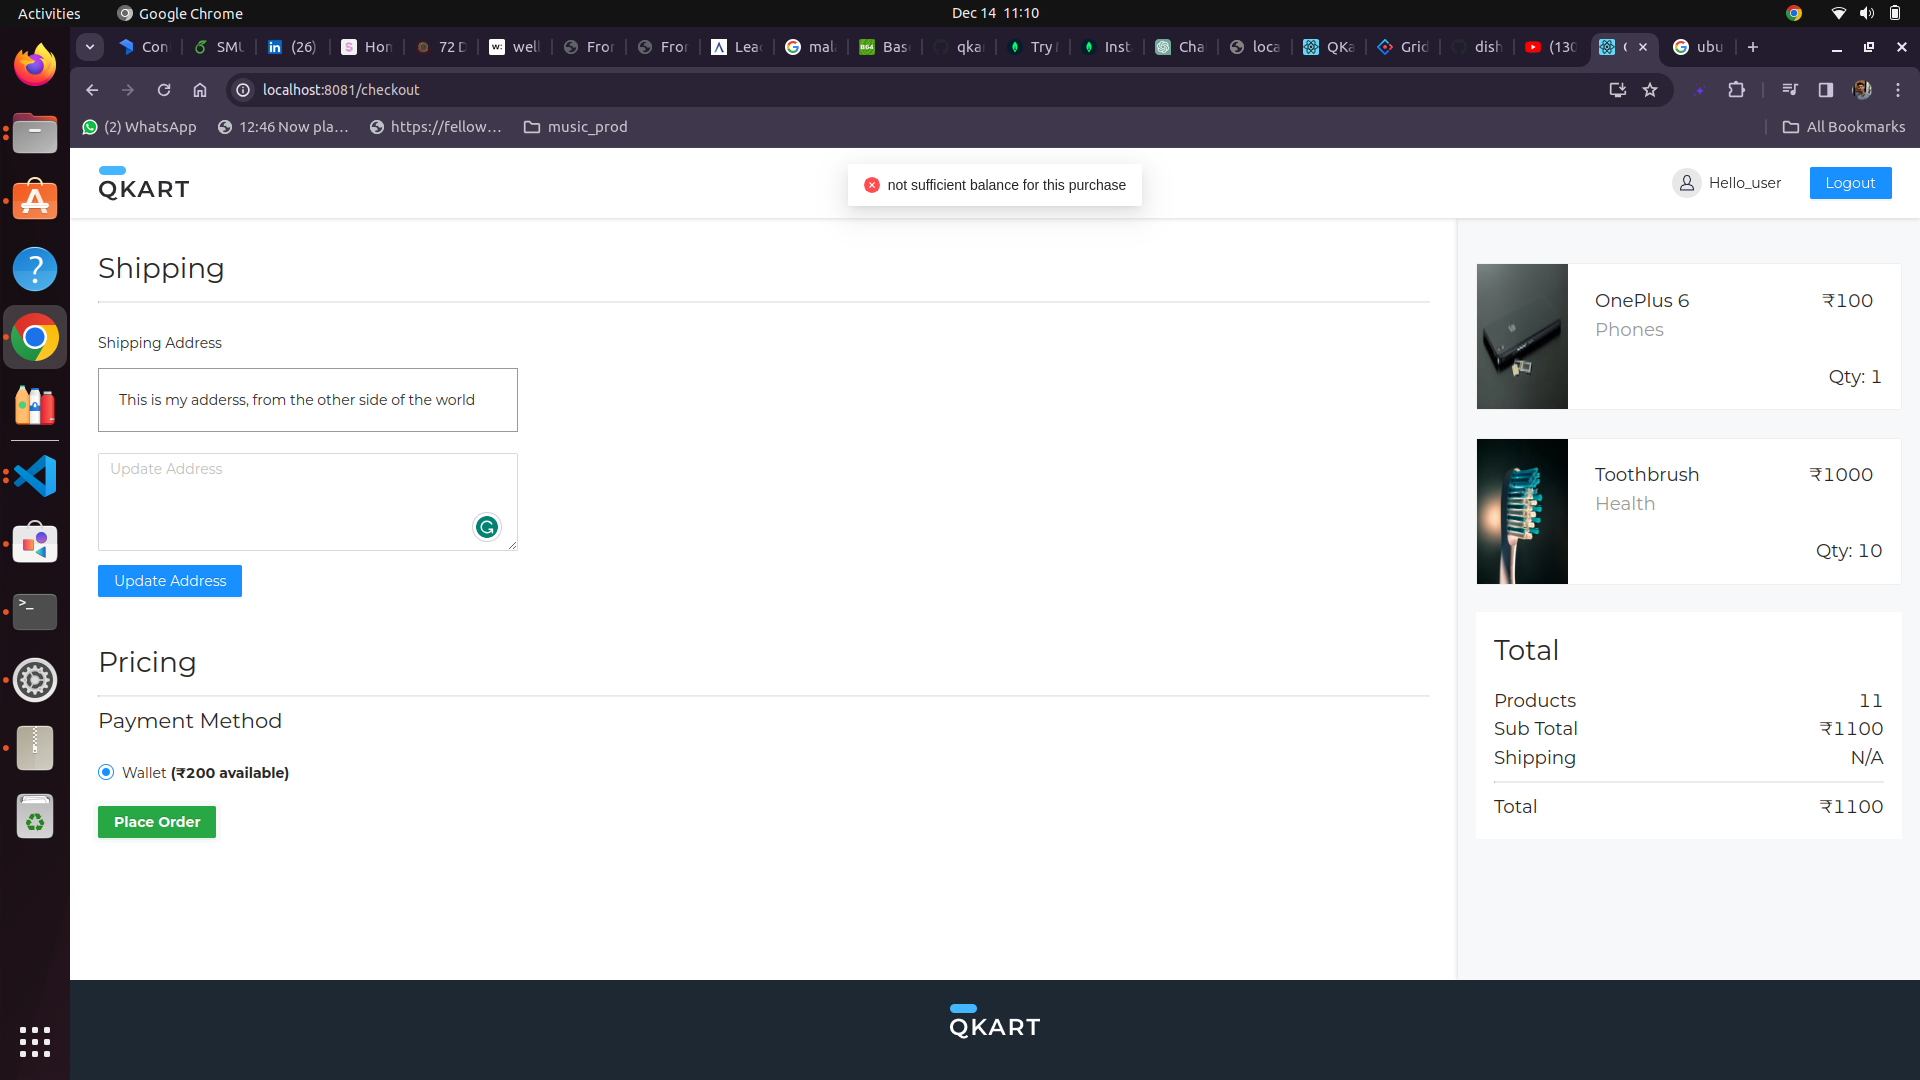 Activities
Google Chrome
Dec 14 11:10
Con
SMU
(26)
Hon
72 D
well
Fror
Fror
Lead
mal
Base
qka
Try M
Inst
Cha
loca
QKa
Grid
dish
(130
ubu
localhost:8081/checkout
(2) WhatsApp
12:46 Now pla...
https://fellow...
music_prod
All Bookmarks
QKART
not sufficient balance for this purchase
Hello_user
Logout
Shipping
Shipping Address
This is my adderss, from the other side of the world
Update Address
Update Address
Pricing
Payment Method
Wallet (₹200 available)
Place Order
OnePlus 6 ₹100
Phones
Qty: 1
Toothbrush ₹1000
Health
Qty: 10
Total
Products 11
Sub Total ₹1100
Shipping N/A
Total ₹1100
QKART